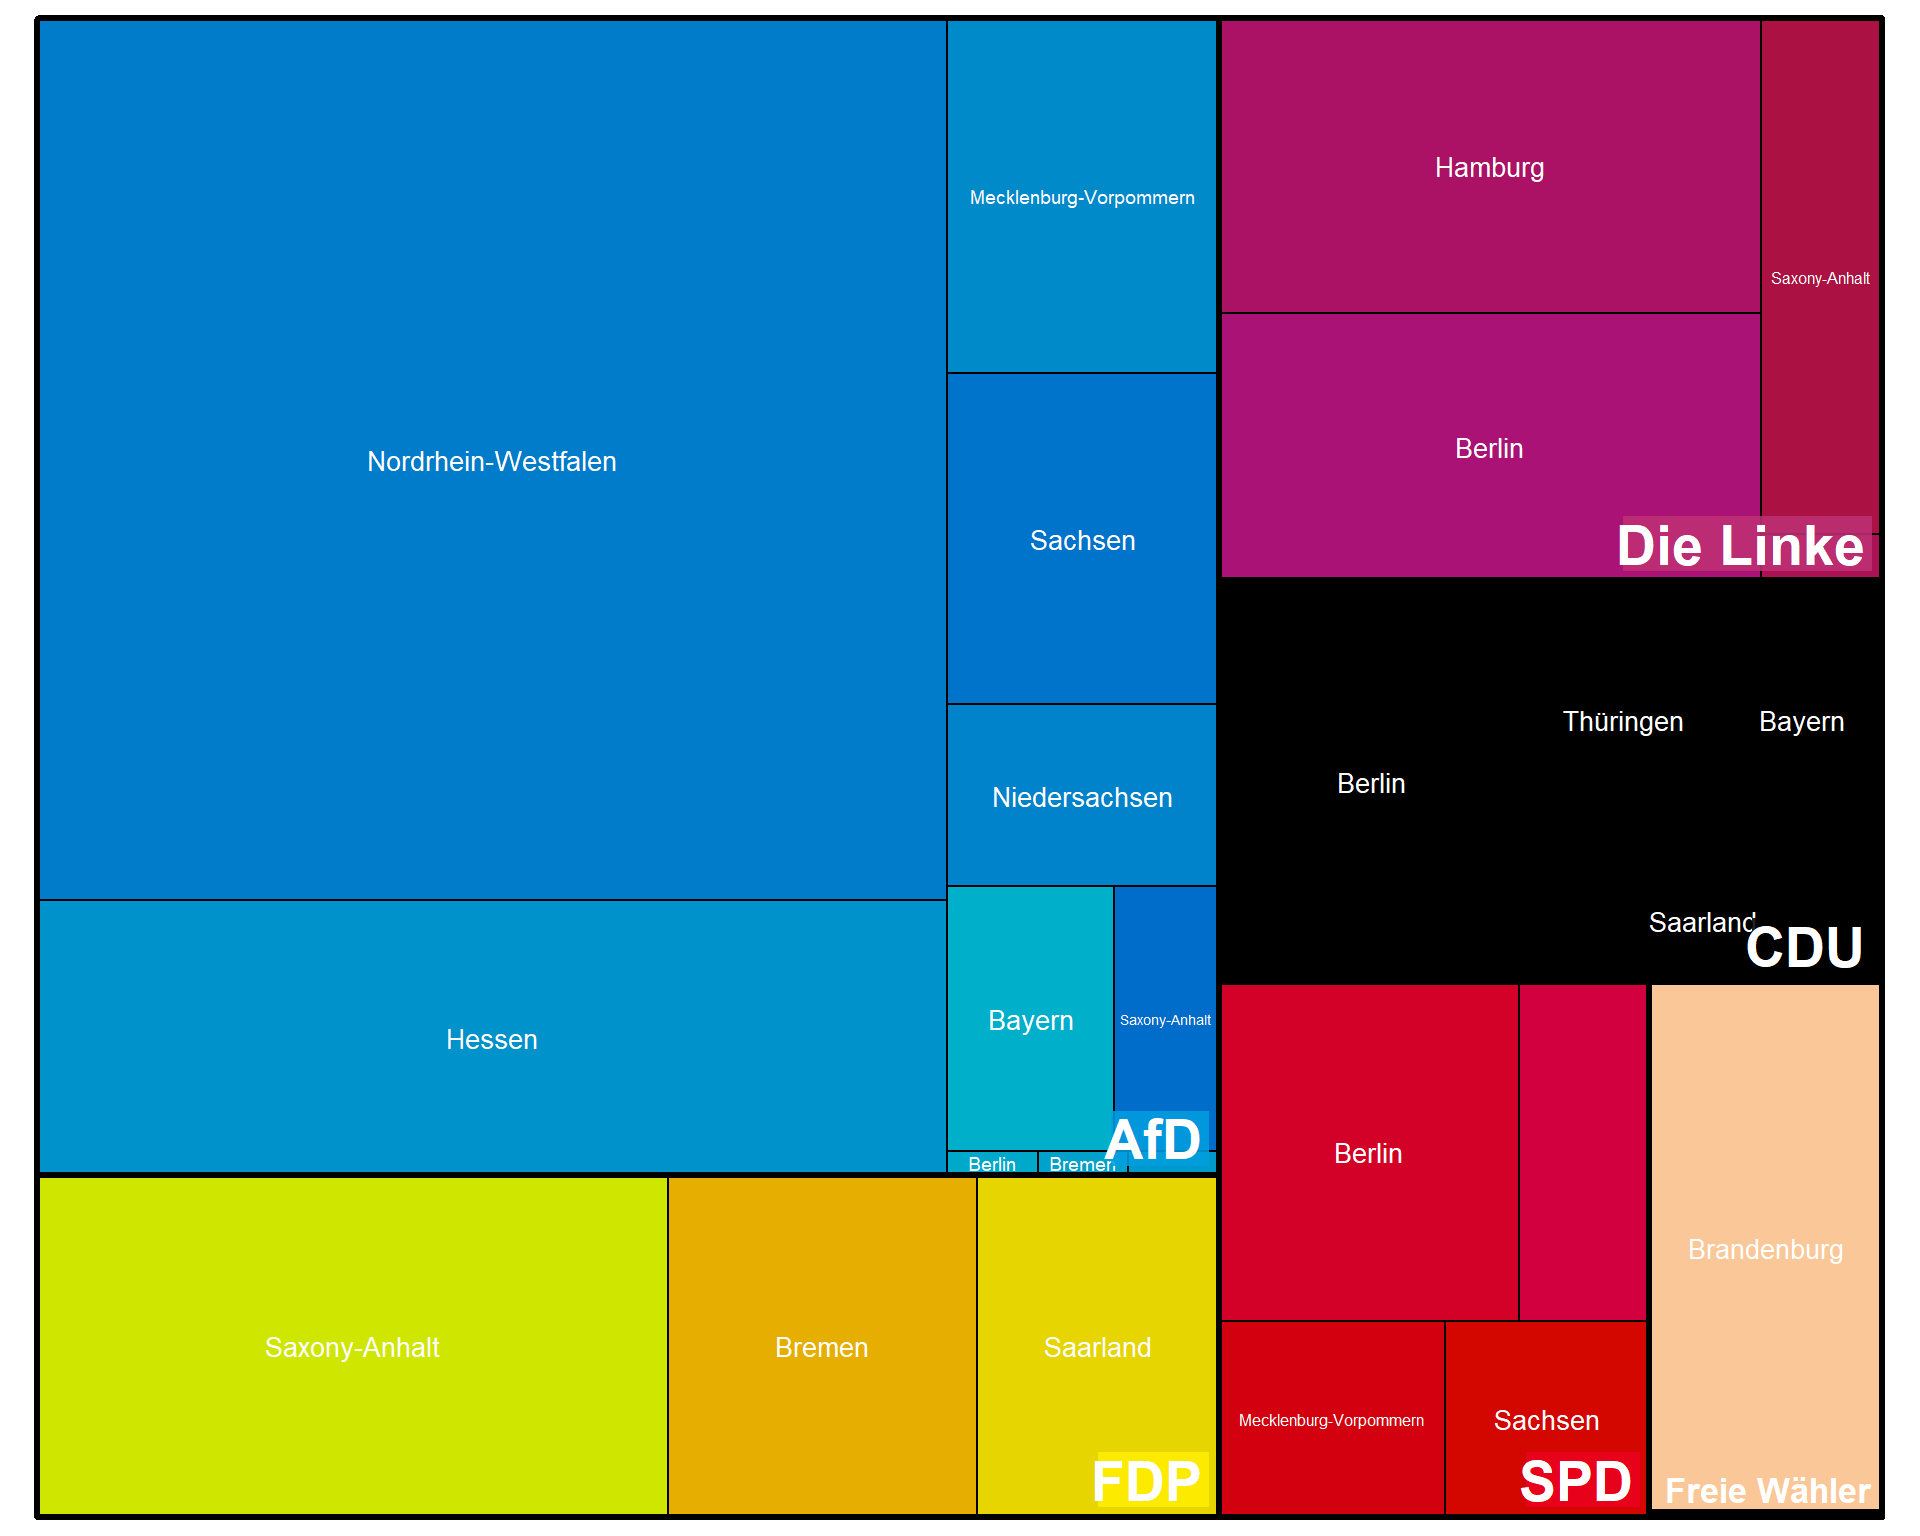 Nordrhein-Westfalen
Hessen
Mecklenburg-Vorpommern
Sachsen
Niedersachsen
Bayern
Saxony-Anhalt
Berlin
Bremen
AfD
Saxony-Anhalt
Bremen
Saarland
FDP
Hamburg
Berlin
Saxony-Anhalt
Die Linke
Berlin
Thüringen
Bayern
Saarland
CDU
Berlin
Mecklenburg-Vorpommern
Sachsen
SPD
Brandenburg
Freie Wähler